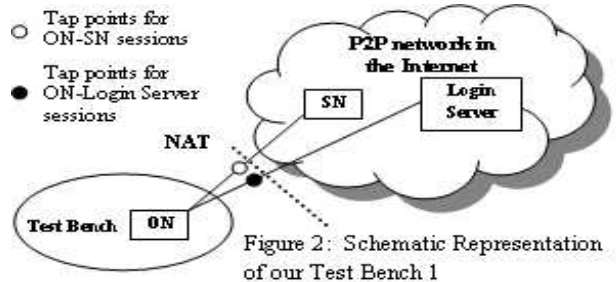 Tap points for
ON-SN sessions
Tap points for
ON-Login Server
sessions
P2P network in
the Internet
SN
Login
Server
NAT
Test Bench
ON
Figure 2: Schematic Representation
of our Test Bench 1